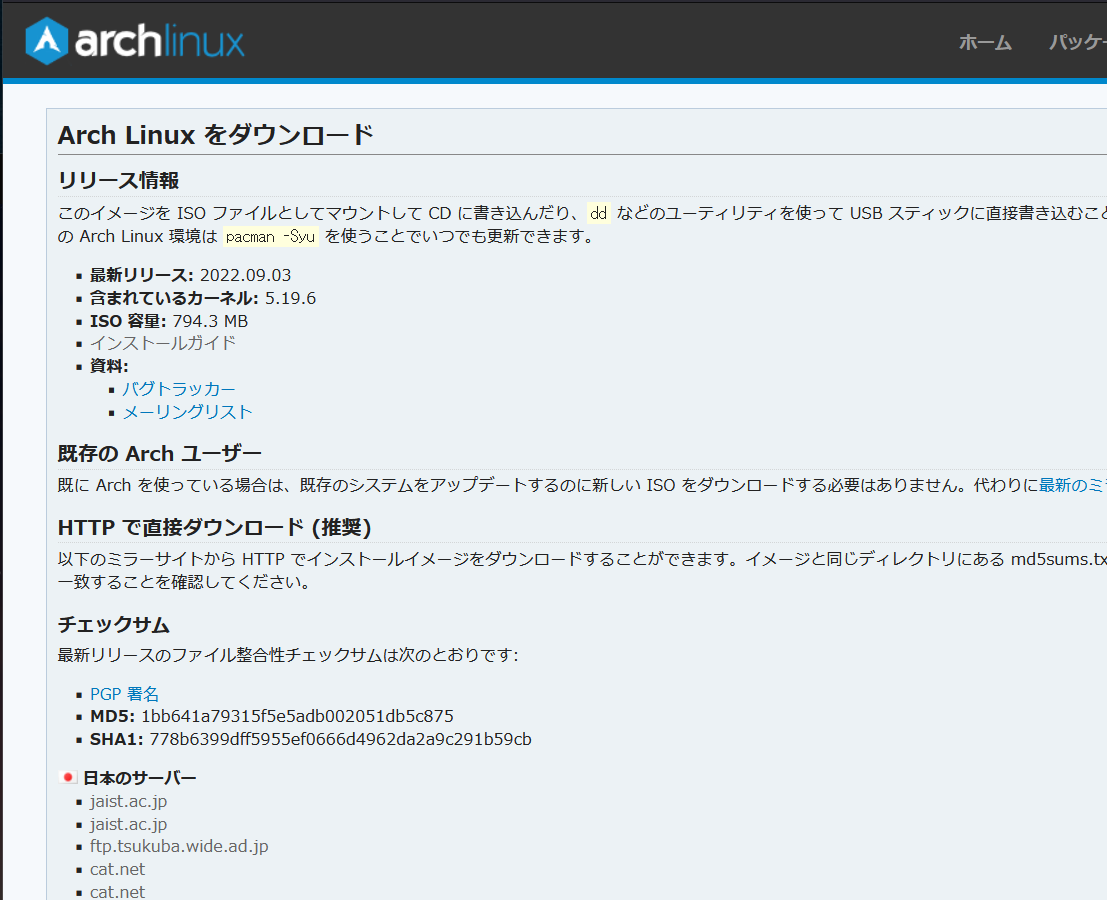 archlinux
ホーム
パッケー
Arch Linux をダウンロード
リリース情報
このイメージを ISO ファイルとしてマウントして CD に書き込んだり、 dd などのユーティリティを使って USB スティックに直接書き込むこと
の Arch Linux 環境は pacman -Syu を使うことでいつでも更新できます。
▪ 最新リリース: 2022.09.03
▪ 含まれているカーネル: 5.19.6
▪ ISO 容量: 794.3 MB
▪ インストールガイド
▪ 資料:
▪ バグトラッカー
▪ メーリングリスト
既存の Arch ユーザー
既に Arch を使っている場合は、既存のシステムをアップデートするのに新しい ISO をダウンロードする必要はありません。代わりに最新のミ
HTTP で直接ダウンロード (推奨)
以下のミラーサイトから HTTP でインストールイメージをダウンロードすることができます。イメージと同じディレクトリにある md5sums.tx
一致することを確認してください。
チェックサム
最新リリースのファイル整合性チェックサムは次のとおりです:
▪ PGP 署名
▪ MD5: 1bb641a79315f5e5adb002051db5c875
▪ SHA1: 778b6399dff5955ef0666d4962da2a9c291b59cb
日本のサーバー
▪ jaist.ac.jp
▪ jaist.ac.jp
▪ ftp.tsukuba.wide.ad.jp
▪ cat.net
▪ cat.net